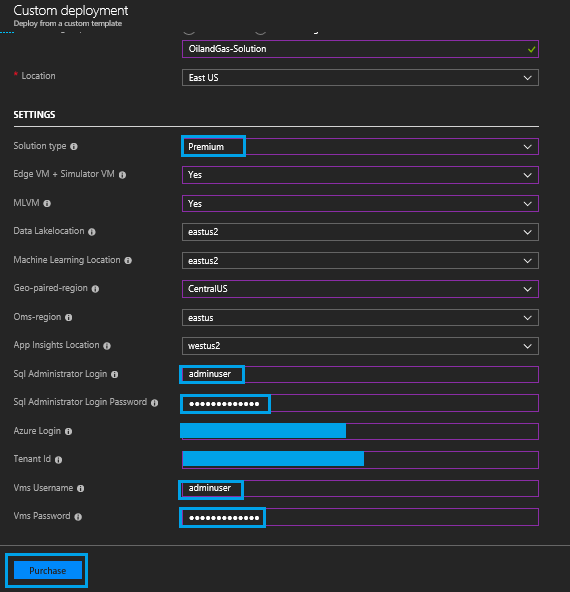 Custom deployment
Deploy from a custom template
OilandGas-Solution
* Location East US
SETTINGS
Solution type Premium
Edge VM + Simulator VM Yes
MLVM Yes
Data Lakelocation eastus2
Machine Learning Location eastus2
Geo-paired-region CentralUS
Oms-region eastus
App Insights Location westus2
Sql Administrator Login adminuser
Sql Administrator Login Password •••••••••••••
Azure Login
Tenant Id
Vms Username adminuser
Vms Password •••••••••••••
Purchase